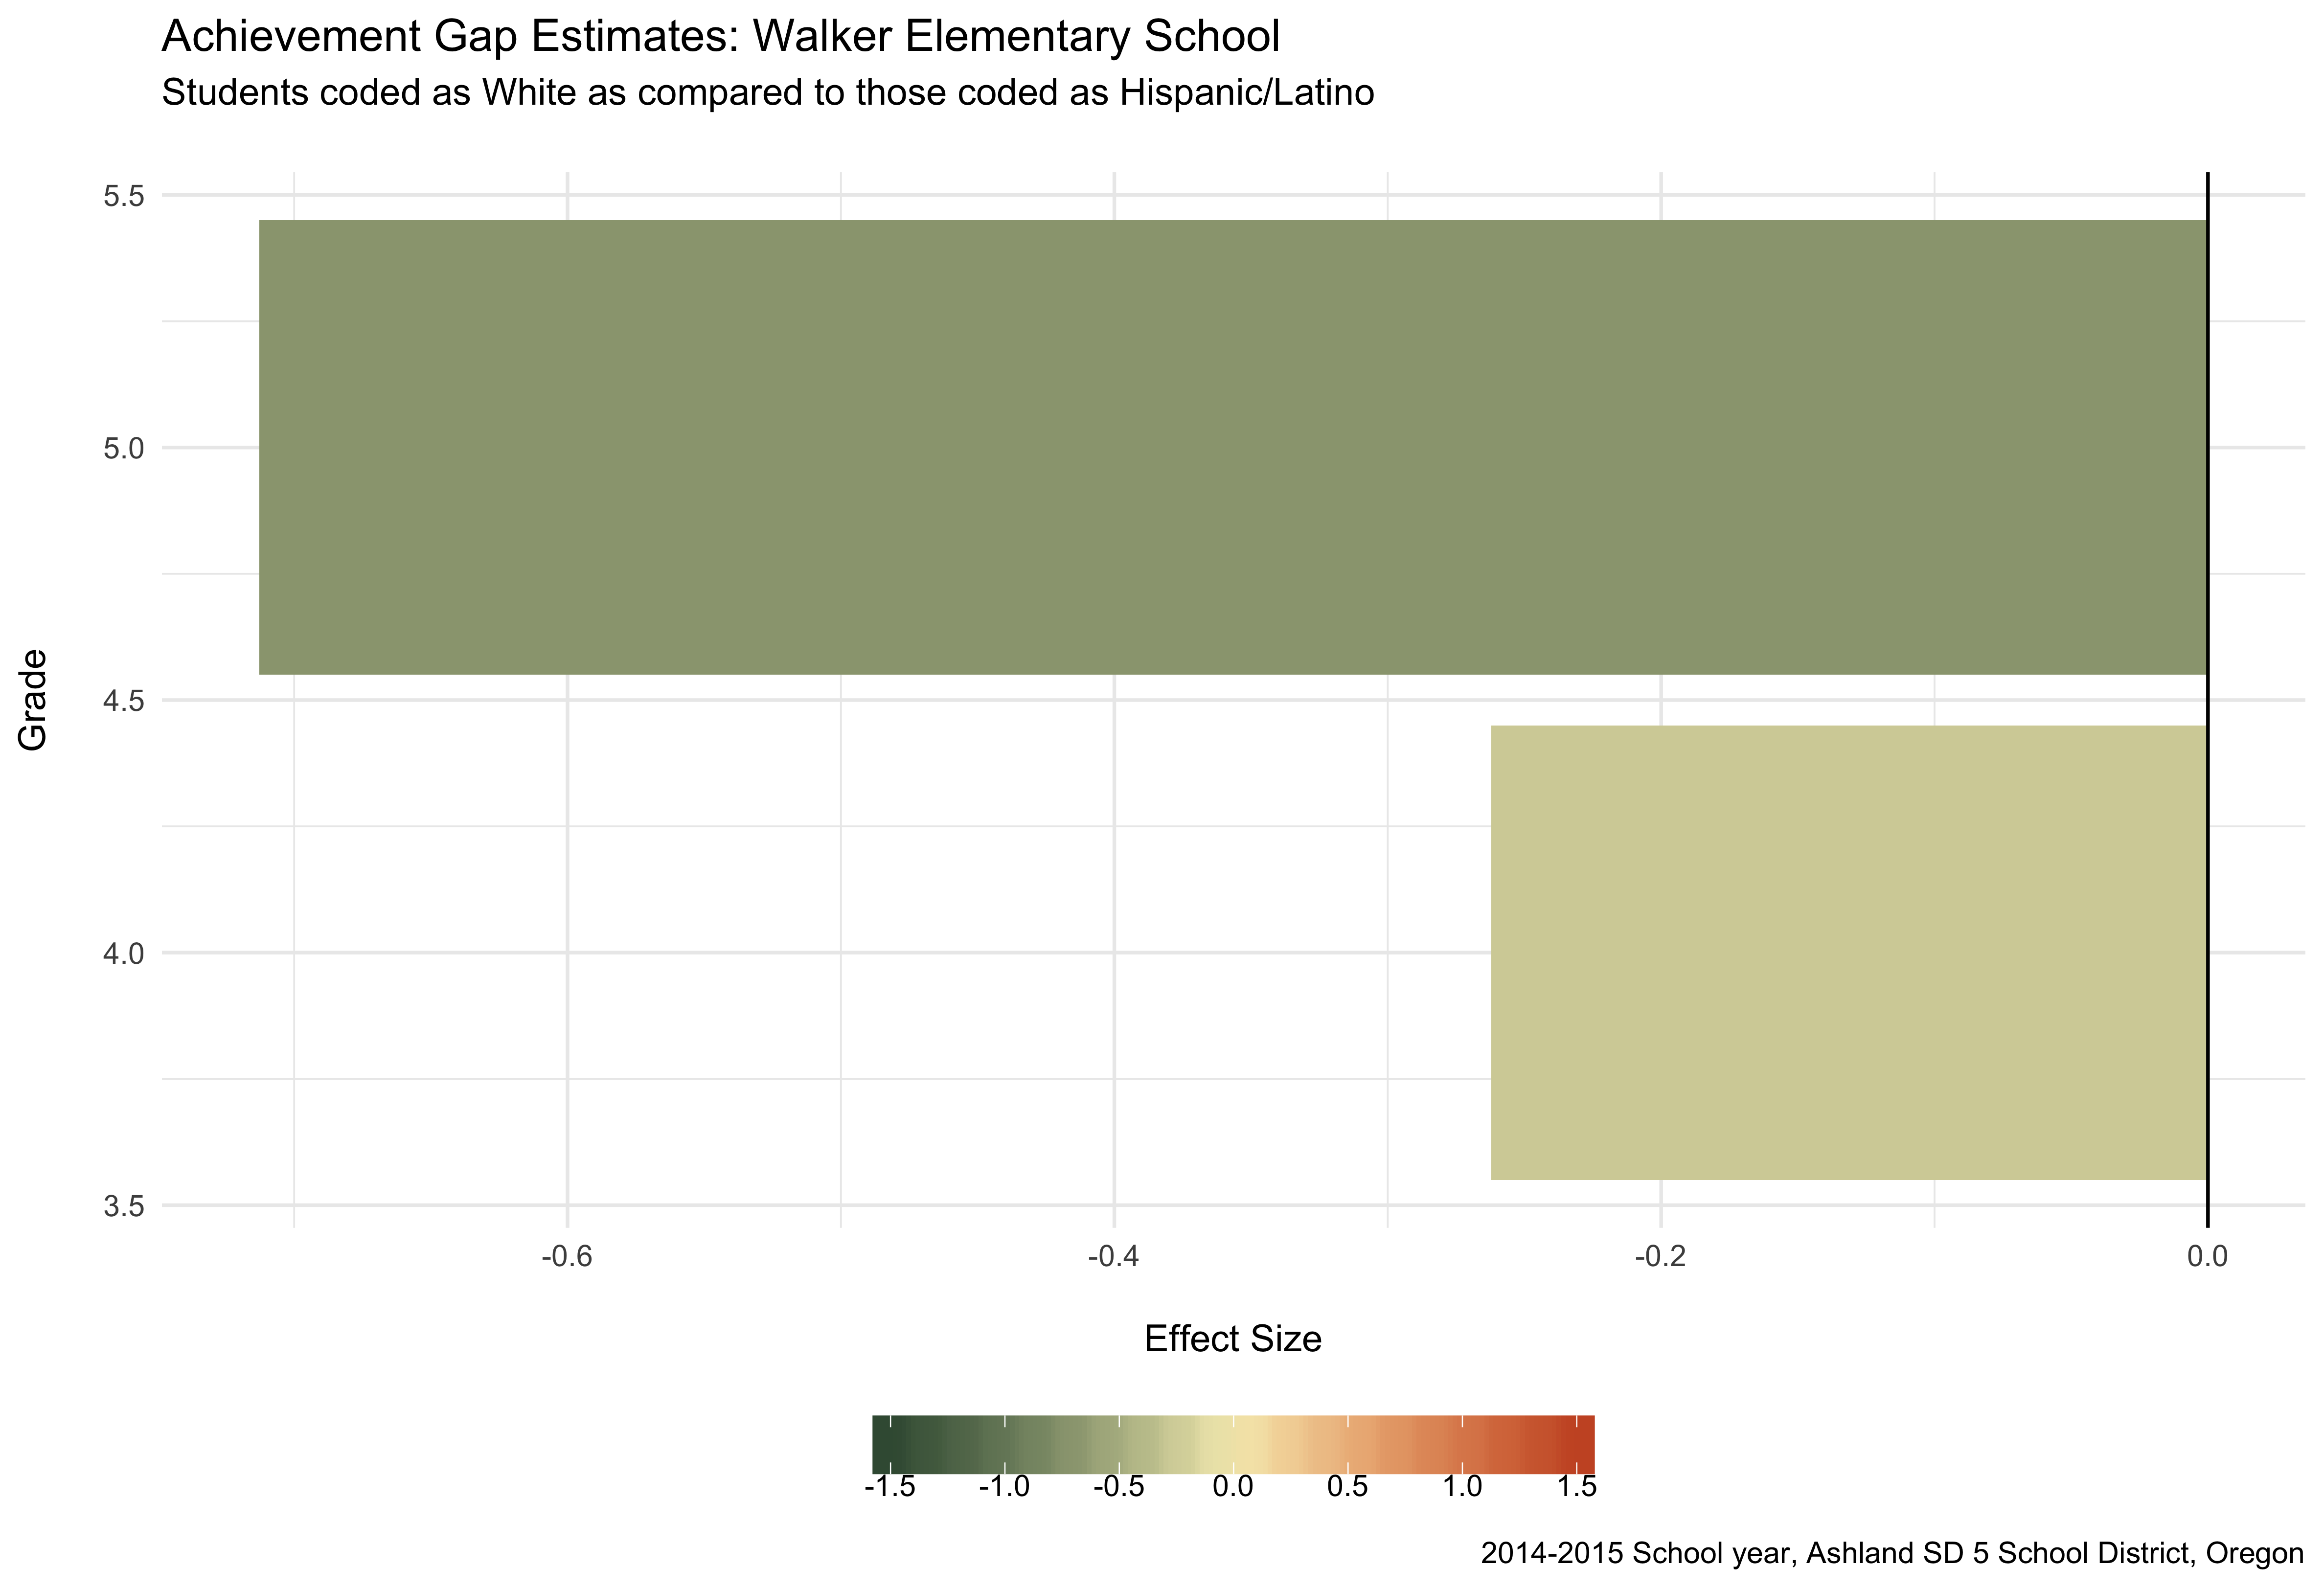 Achievement Gap Estimates: Walker Elementary School
Students coded as White as compared to those coded as Hispanic/Latino
5.5
5.0
4.5
4.0
3.5
Grade
-0.6 -0.4 -0.2 0.0
Effect Size
-1.5 -1.0 -0.5 0.0 0.5 1.0 1.5
2014-2015 School year, Ashland SD 5 School District, Oregon